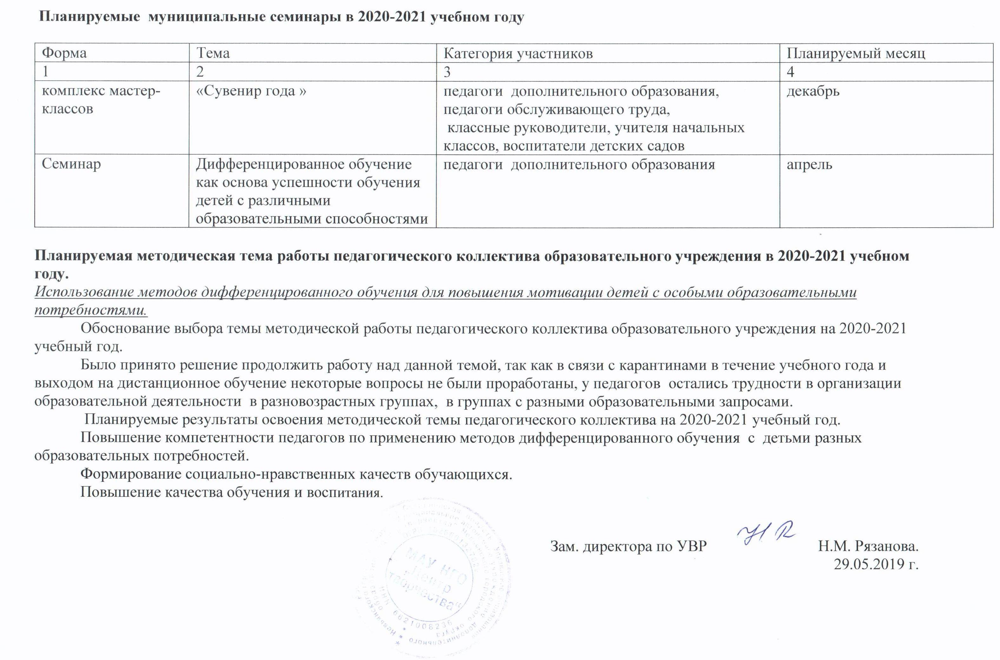 Планируемые муниципальные семинары в 2020-2021 учебном году
Форма Тема Категория участников Планируемый месяц
1 2 3 4
комплекс мастер-
классов
«Сувенир года »
педагоги дополнительного образования,
педагоги обслуживающего труда,
классные руководители, учителя начальных
классов, воспитатели детских садов
декабрь
Семинар
Дифференцированное обучение
как основа успешности обучения
детей с различными
образовательными способностями
педагоги дополнительного образования
апрель
Планируемая методическая тема работы педагогического коллектива образовательного учреждения в 2020-2021 учебном
году.
Использование методов дифференцированного обучения для повышения мотивации детей с особыми образовательными
потребностями.
Обоснование выбора темы методической работы педагогического коллектива образовательного учреждения на 2020-2021
учебный год.
Было принято решение продолжить работу над данной темой, так как в связи с карантинами в течение учебного года и
выходом на дистанционное обучение некоторые вопросы не были проработаны, у педагогов остались трудности в организации
образовательной деятельности в разновозрастных группах, в группах с разными образовательными запросами.
Планируемые результаты освоения методической темы педагогического коллектива на 2020-2021 учебный год.
Повышение компетентности педагогов по применению методов дифференцированного обучения с детьми разных
образовательных потребностей.
Формирование социально-нравственных качеств обучающихся.
Повышение качества обучения и воспитания.
Зам. директора по УВР Н.М. Рязанова.
29.05.2019 г.
МАУ НГО
„Центр
творчества“
ИНН 6621008236